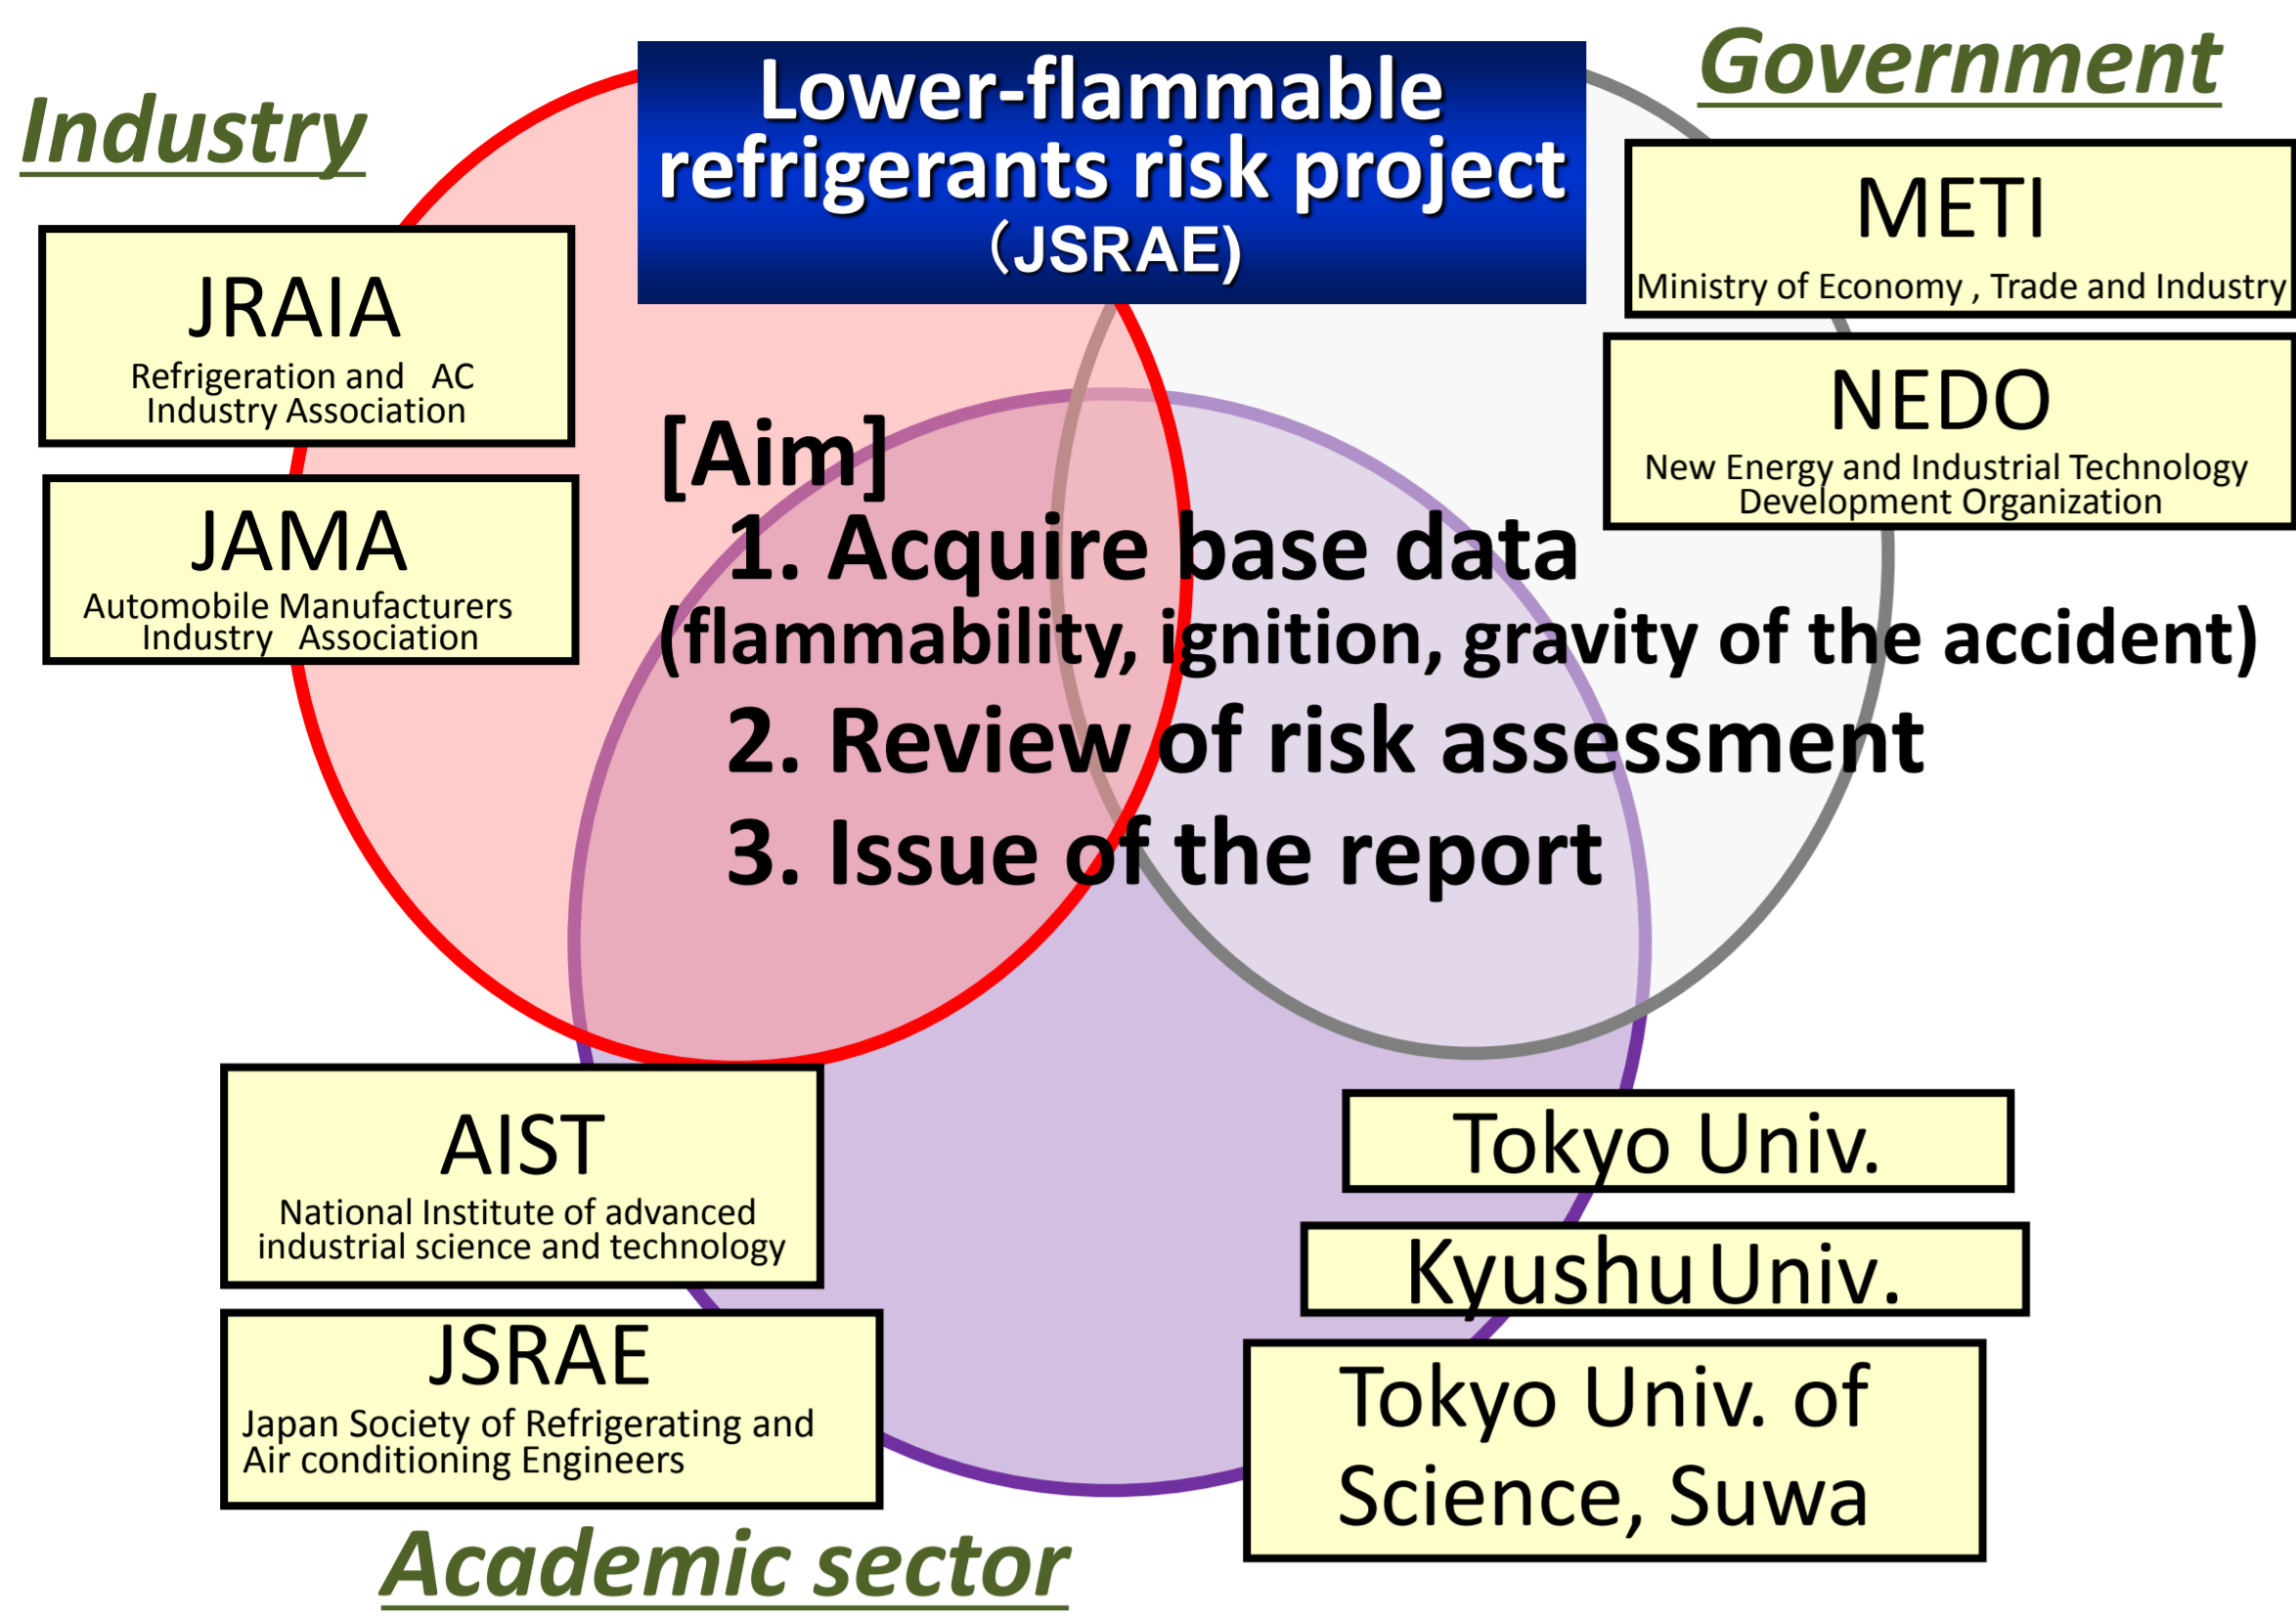 Lower-flammable
refrigerants risk project
（JSRAE)
Industry
JRAIA
Refrigeration and AC
Industry Association
JAMA
Automobile Manufacturers
Industry Association
Government
METI
Ministry of Economy , Trade and Industry
NEDO
New Energy and Industrial Technology
Development Organization
[Aim]
1. Acquire base data
(flammability, ignition, gravity of the accident)
2. Review of risk assessment
3. Issue of the report
AIST
National Institute of advanced
industrial science and technology
JSRAE
Japan Society of Refrigerating and
Air conditioning Engineers
Academic sector
Tokyo Univ.
Kyushu Univ.
Tokyo Univ. of
Science, Suwa